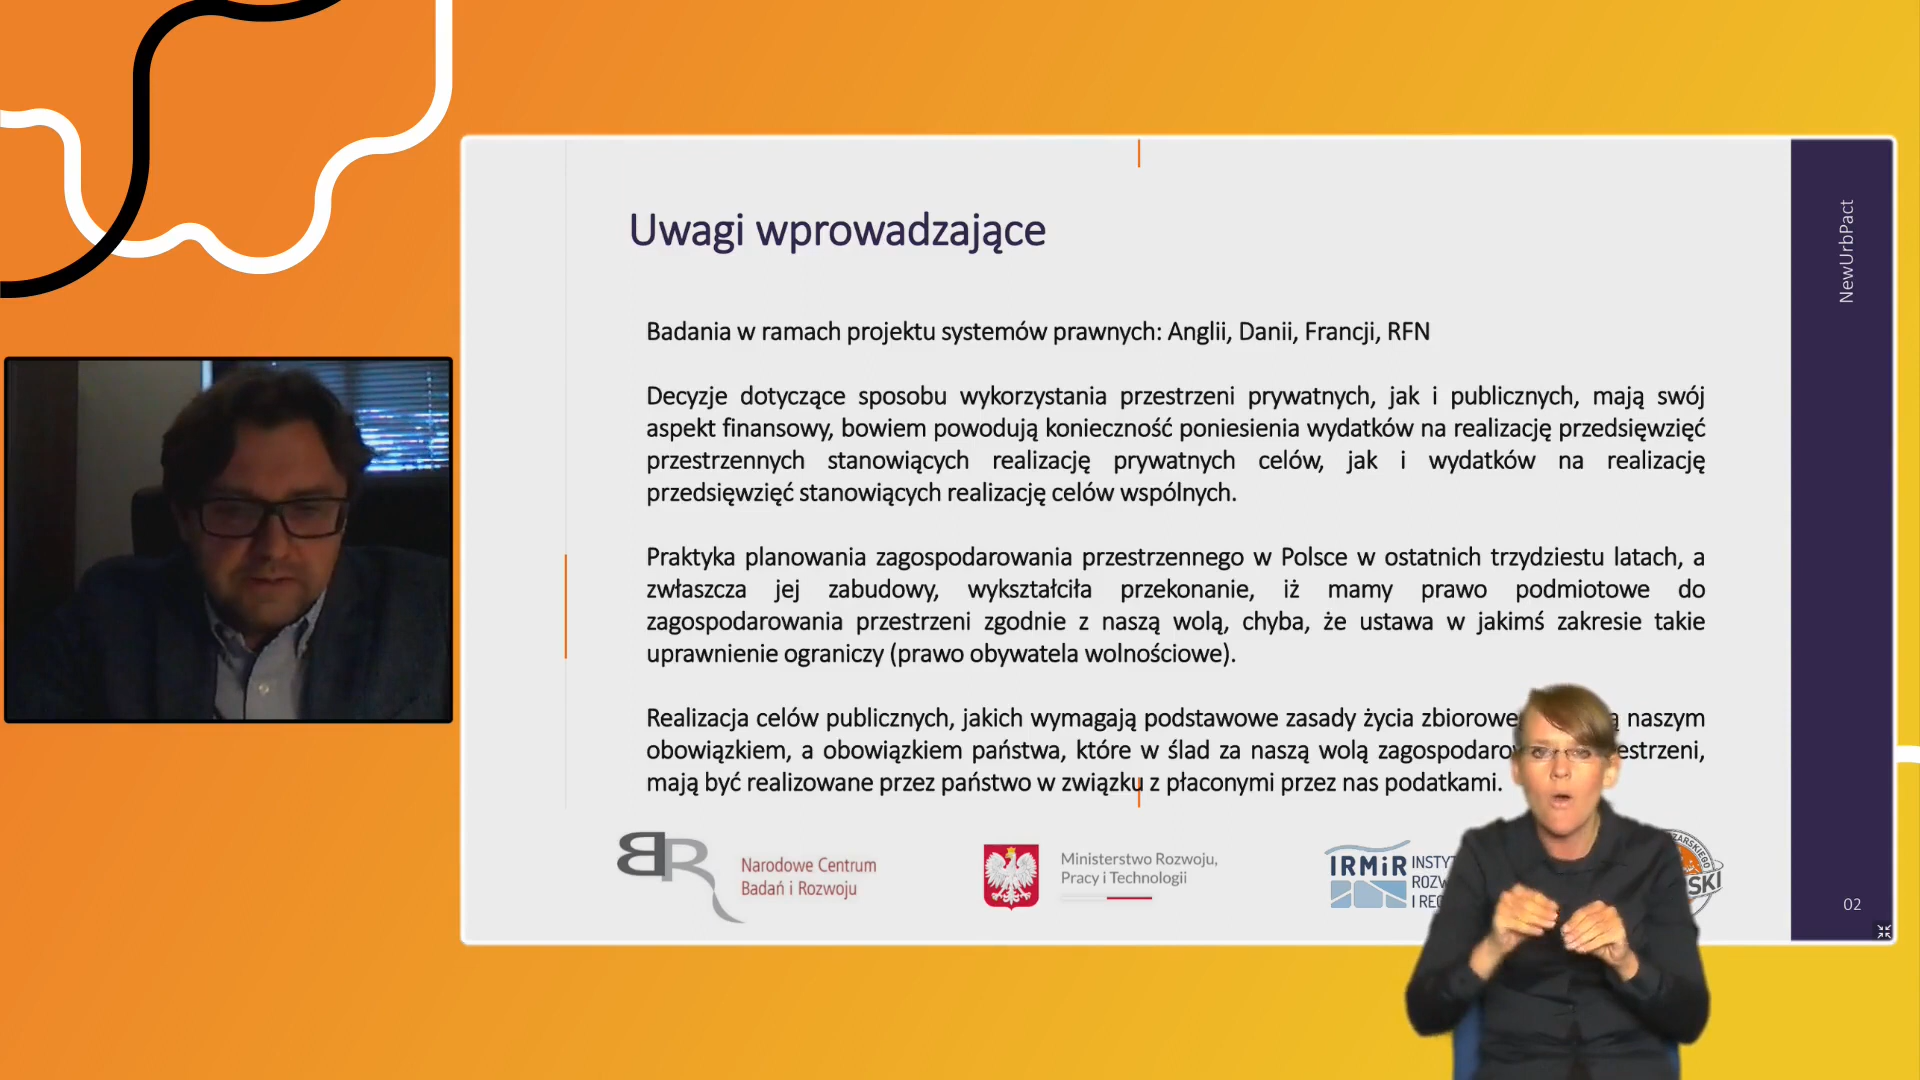 Uwagi wprowadzające
NewUrbPact
Badania w ramach projektu systemów prawnych: Anglii, Danii, Francji, RFN
Decyzje dotyczące sposobu wykorzystania przestrzeni prywatnych, jak i publicznych, mają swój
aspekt finansowy, bowiem powodują konieczność poniesienia wydatków na realizację przedsięwzięć
przestrzennych stanowiących realizację prywatnych celów, jak i wydatków na realizację
przedsięwzięć stanowiących realizację celów wspólnych.
Praktyka planowania zagospodarowania przestrzennego w Polsce w ostatnich trzydziestu latach, a
zwłaszcza jej zabudowy, wykształciła przekonanie, iż mamy prawo podmiotowe do
zagospodarowania przestrzeni zgodnie z naszą wolą, chyba, że ustawa w jakimś zakresie takie
uprawnienie ograniczy (prawo obywatela wolnościowe).
Realizacja celów publicznych, jakich wymagają podstawowe zasady życia naszym
obowiązkiem, a obowiązkiem państwa, które w ślad za naszą wolą
mają być realizowane przez państwo w związku z płaconymi przez nas podatkami.
BR
Narodowe Centrum
Badań i Rozwoju
Ministerstwo Rozwoju,
Pracy i Technologii
IRMiR
I
02